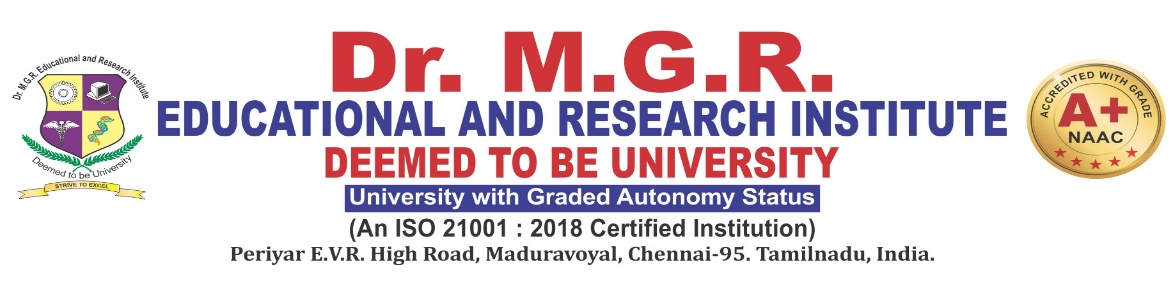 Dr. M.G.R. Educational and Research Institute
Deemed to be University
STRIVE TO EXCEL
Dr. M.G.R.
EDUCATIONAL AND RESEARCH INSTITUTE
DEEMED TO BE UNIVERSITY
University with Graded Autonomy Status
(An ISO 21001 : 2018 Certified Institution)
Periyar E.V.R. High Road, Maduravoyal, Chennai-95. Tamilnadu, India.
ACCREDITED WITH GRADE
A+
NAAC